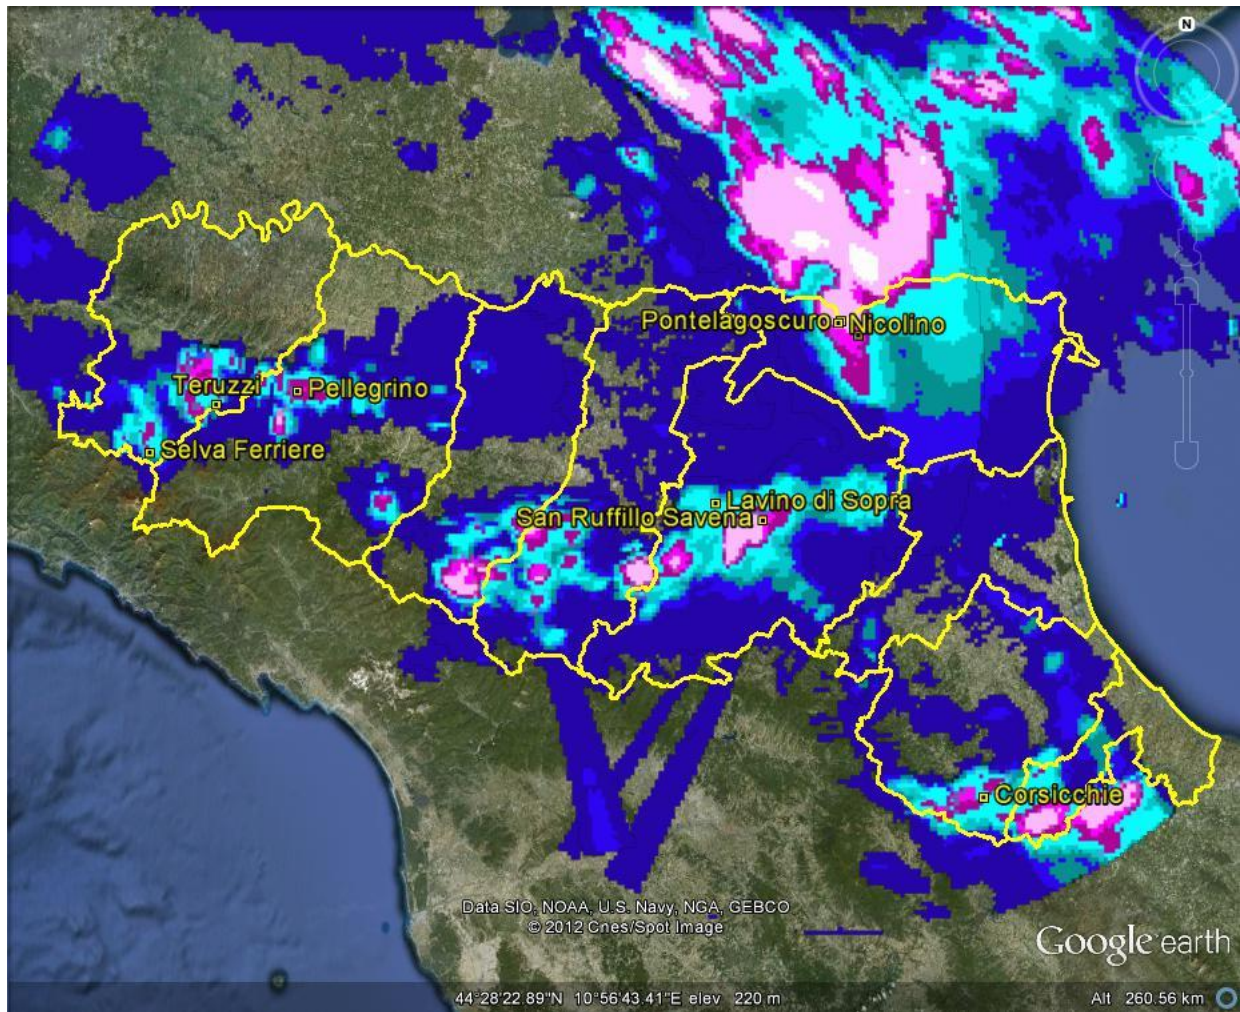 N
Pontelagoscuro
Nicolino
Teruzzi
Pellegrino
Selva Ferriere
Lavino di Sopra
San Ruffillo Savena
Corsicchie
Data SIO, NOAA, U.S. Navy, NGA, GEBCO
© 2012 Cnes/Spot Image
Google earth
44°28'22.89"N 10°56'43.41"E elev 220 m
Alt 260.56 km